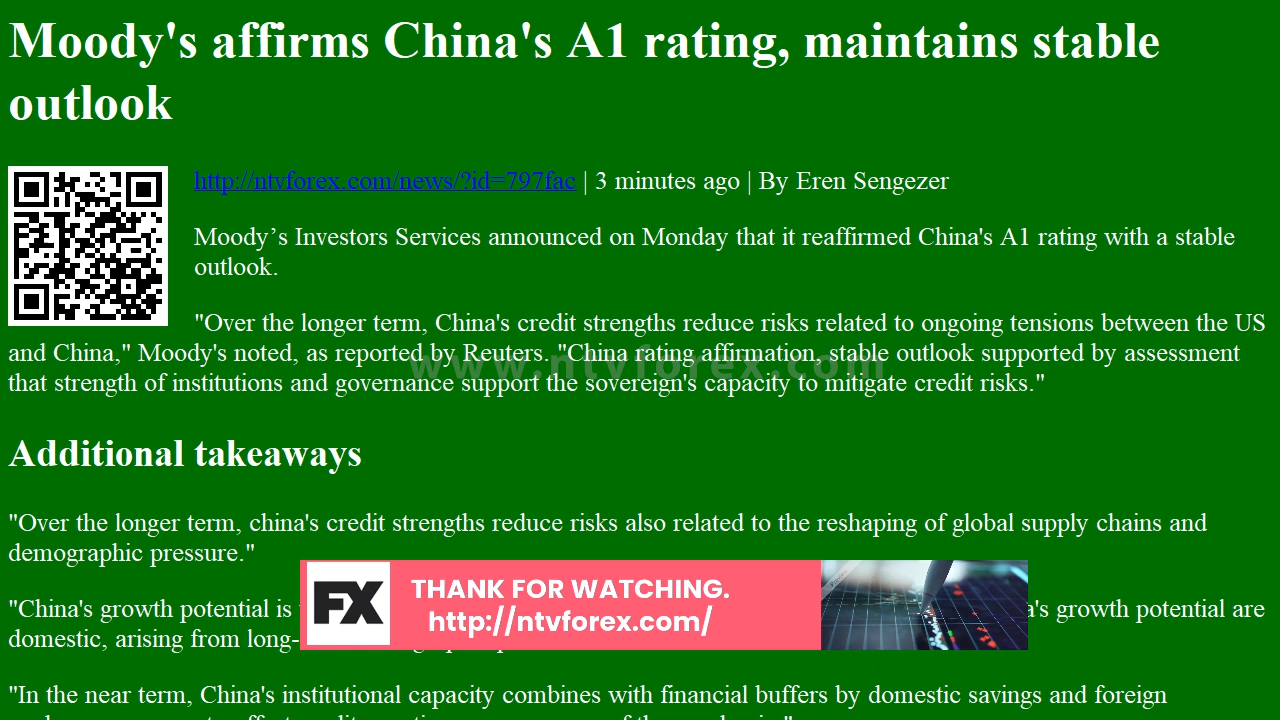 Moody's affirms China's A1 rating, maintains stable
outlook
http://ntvforex.com/news/?id=797fac | 3 minutes ago | By Eren Sengezer
Moody’s Investors Services announced on Monday that it reaffirmed China's A1 rating with a stable
outlook.
"Over the longer term, China's credit strengths reduce risks related to ongoing tensions between the US
and China," Moody's noted, as reported by Reuters. "China rating affirmation, stable outlook supported by assessment
www.ntvforex.com
that strength of institutions and governance support the sovereign's capacity to mitigate credit risks."
Additional takeaways
"Over the longer term, china's credit strengths reduce risks also related to the reshaping of global supply chains and
demographic pressure."
"China's growth potential is
FX
THANK FOR WATCHING.
http://ntvforex.com/
growth potential are
domestic, arising from long-
"In the near term, China's institutional capacity combines with financial buffers by domestic savings and foreign